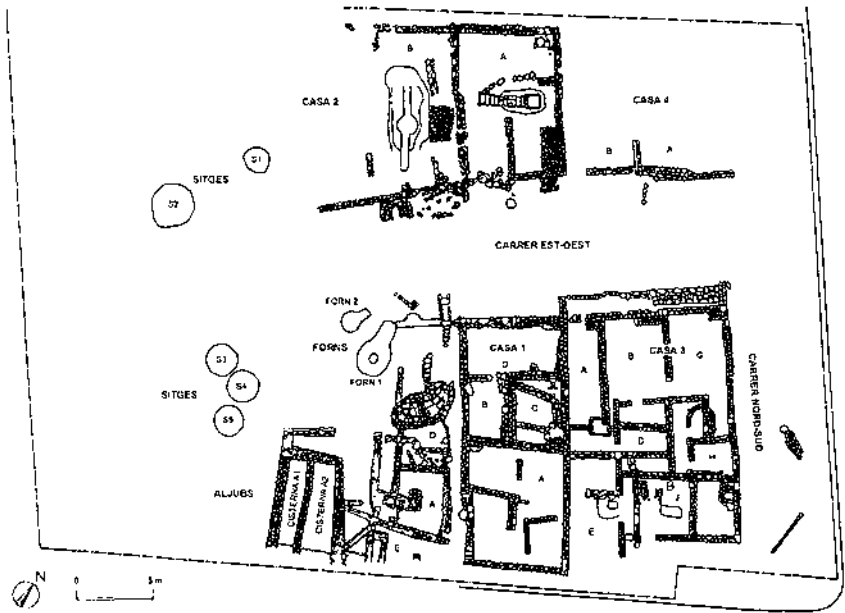 B
A
CASA 2
CASA 4
B
A
S1
SITGES
S2
CARRER EST-OEST
FORN 2
FORNS
FORN 1
CASA 1
D
B
C
A
CASA 3
A
B
G
D
H
E
F
CARRER NORD-SUD
S3
S4
S5
SITGES
ALJUBS
CISTERNA A1
CISTERNA A2
D
A
E
N
0 5m